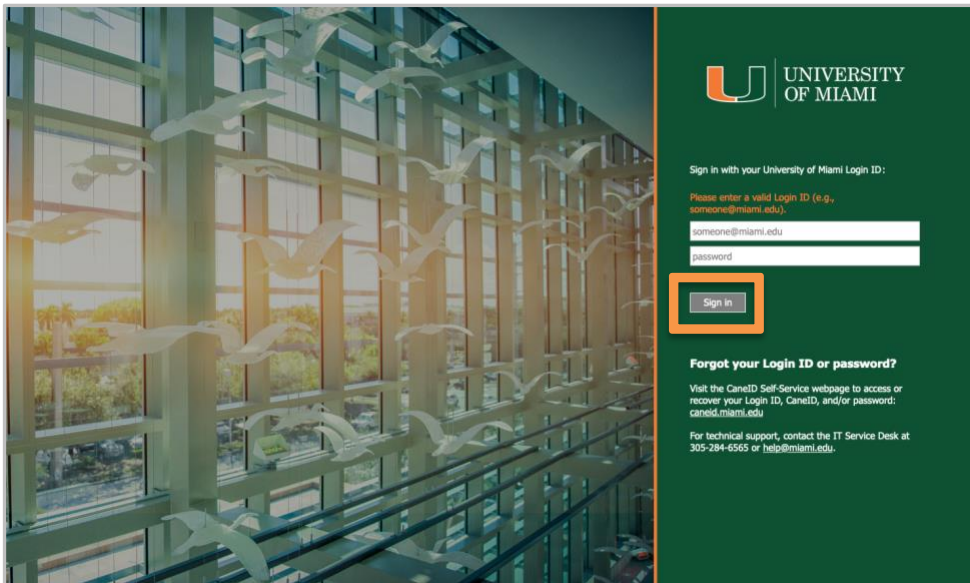 UNIVERSITY
OF MIAMI
Sign in with your University of Miami Login ID:
Please enter a valid Login ID (e.g.,
someone@miami.edu).
someone@miami.edu
password
Sign in
Forgot your Login ID or password?
Visit the CaneID Self-Service webpage to access or
recover your Login ID, CaneID, and/or password:
caneid.miami.edu
For technical support, contact the IT Service Desk at
305-284-6565 or help@miami.edu.